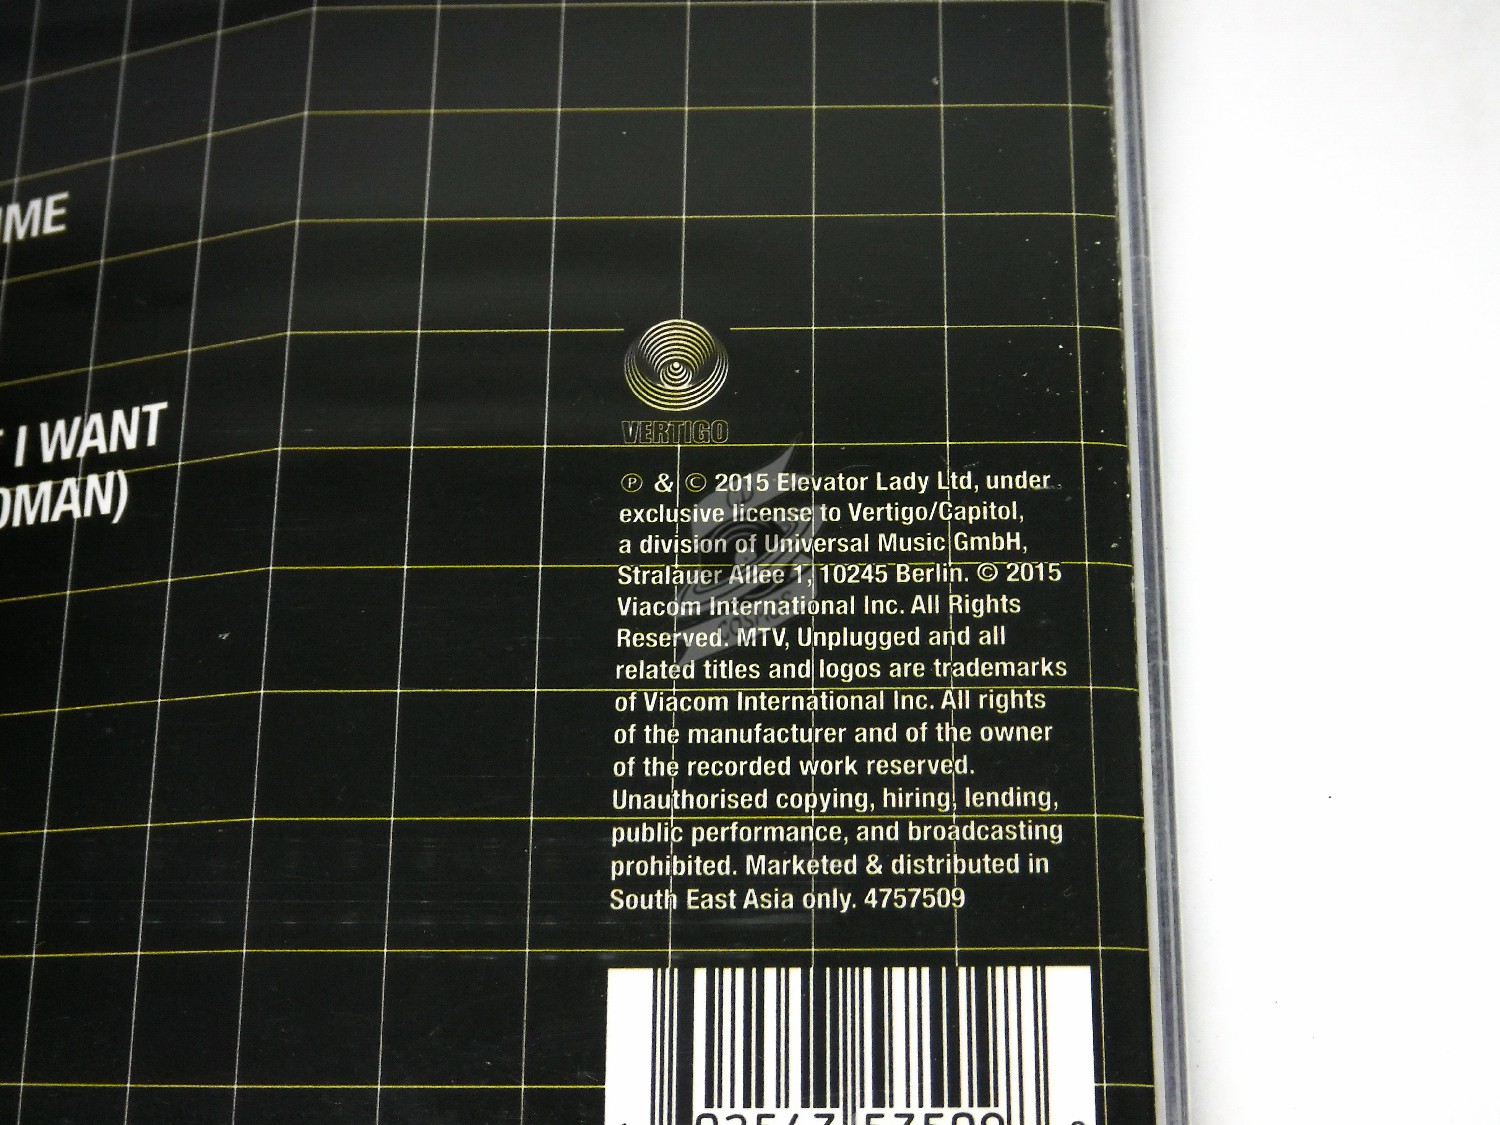 IME
I WANT
OMAN)
VERTIGO
℗ & © 2015 Elevator Lady Ltd, under
exclusive license to Vertigo/Capitol,
a division of Universal Music GmbH,
Stralauer Allee 1, 10245 Berlin. © 2015
Viacom International Inc. All Rights
Reserved. MTV, Unplugged and all
related titles and logos are trademarks
of Viacom International Inc. All rights
of the manufacturer and of the owner
of the recorded work reserved.
Unauthorised copying, hiring, lending,
public performance, and broadcasting
prohibited. Marketed & distributed in
South East Asia only. 4757509